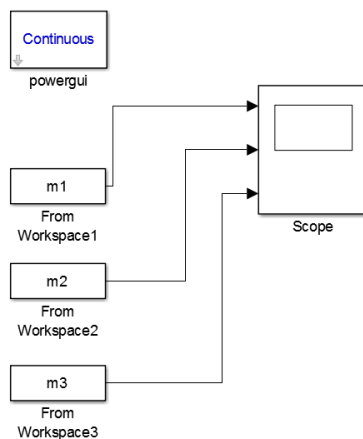 Continuous
powergui
m1
From
Workspace1
Scope
m2
From
Workspace2
m3
From
Workspace3